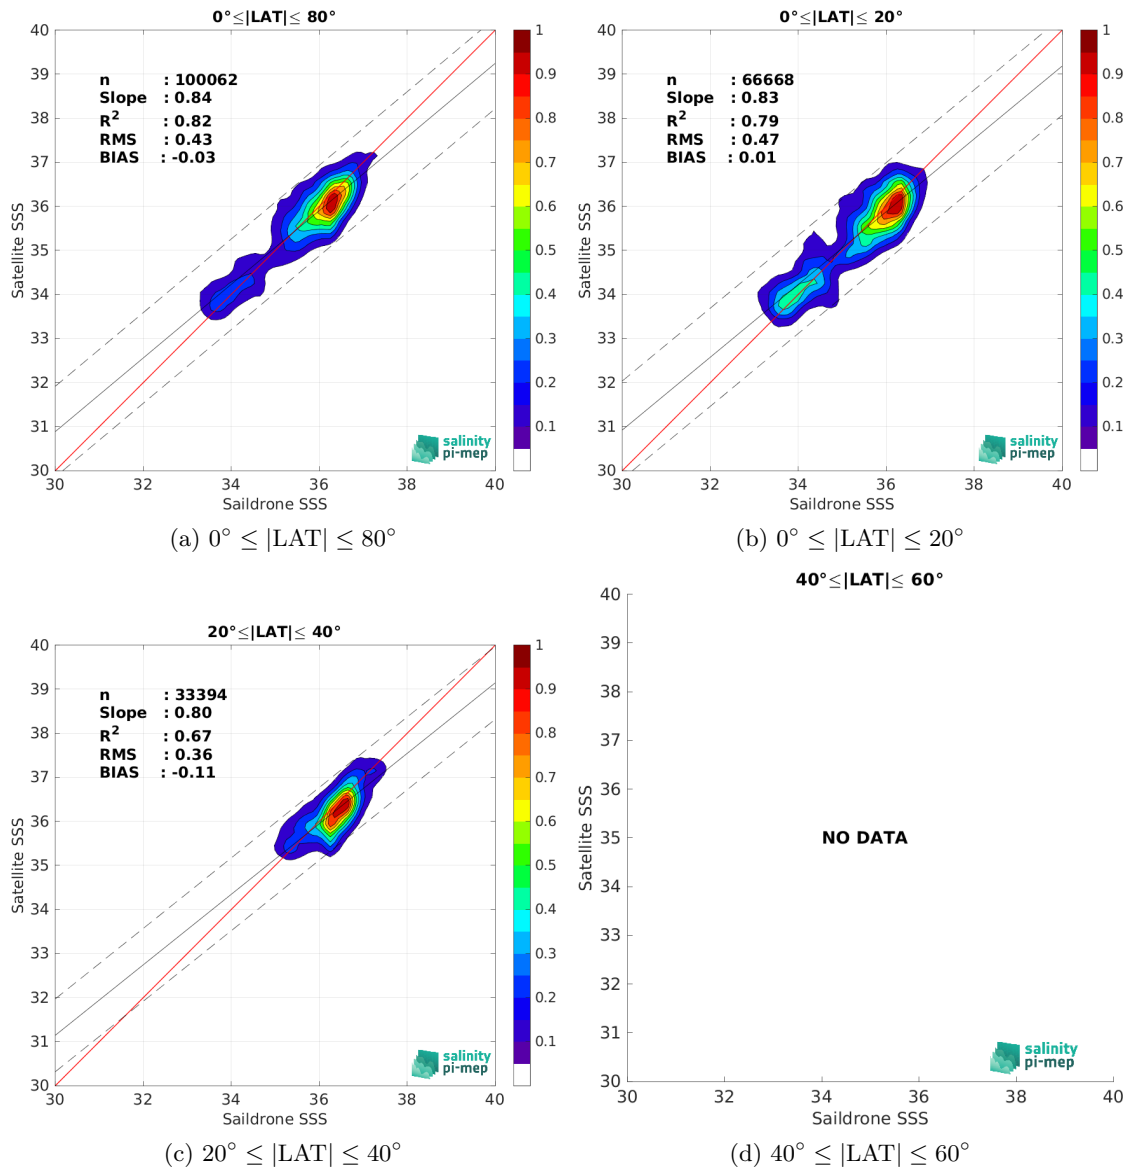 0°≤|LAT|≤ 80°
40
39
38
37
36
35
34
33
32
31
30
Satellite SSS
n : 100062
Slope : 0.84
R² : 0.82
RMS : 0.43
BIAS : -0.03
salinity
pi-mep
30 32 34 36 38 40
Saildrone SSS
1
0.9
0.8
0.7
0.6
0.5
0.4
0.3
0.2
0.1
(a) 0° ≤ |LAT| ≤ 80°
0°≤|LAT|≤ 20°
40
39
38
37
36
35
34
33
32
31
30
Satellite SSS
n : 66668
Slope : 0.83
R² : 0.79
RMS : 0.47
BIAS : 0.01
salinity
pi-mep
30 32 34 36 38 40
Saildrone SSS
1
0.9
0.8
0.7
0.6
0.5
0.4
0.3
0.2
0.1
(b) 0° ≤ |LAT| ≤ 20°
20°≤|LAT|≤ 40°
40
39
38
37
36
35
34
33
32
31
30
Satellite SSS
n : 33394
Slope : 0.80
R² : 0.67
RMS : 0.36
BIAS : -0.11
salinity
pi-mep
30 32 34 36 38 40
Saildrone SSS
1
0.9
0.8
0.7
0.6
0.5
0.4
0.3
0.2
0.1
(c) 20° ≤ |LAT| ≤ 40°
40°≤|LAT|≤ 60°
40
39
38
37
36
35
34
33
32
31
30
Satellite SSS
NO DATA
salinity
pi-mep
30 32 34 36 38 40
Saildrone SSS
(d) 40° ≤ |LAT| ≤ 60°